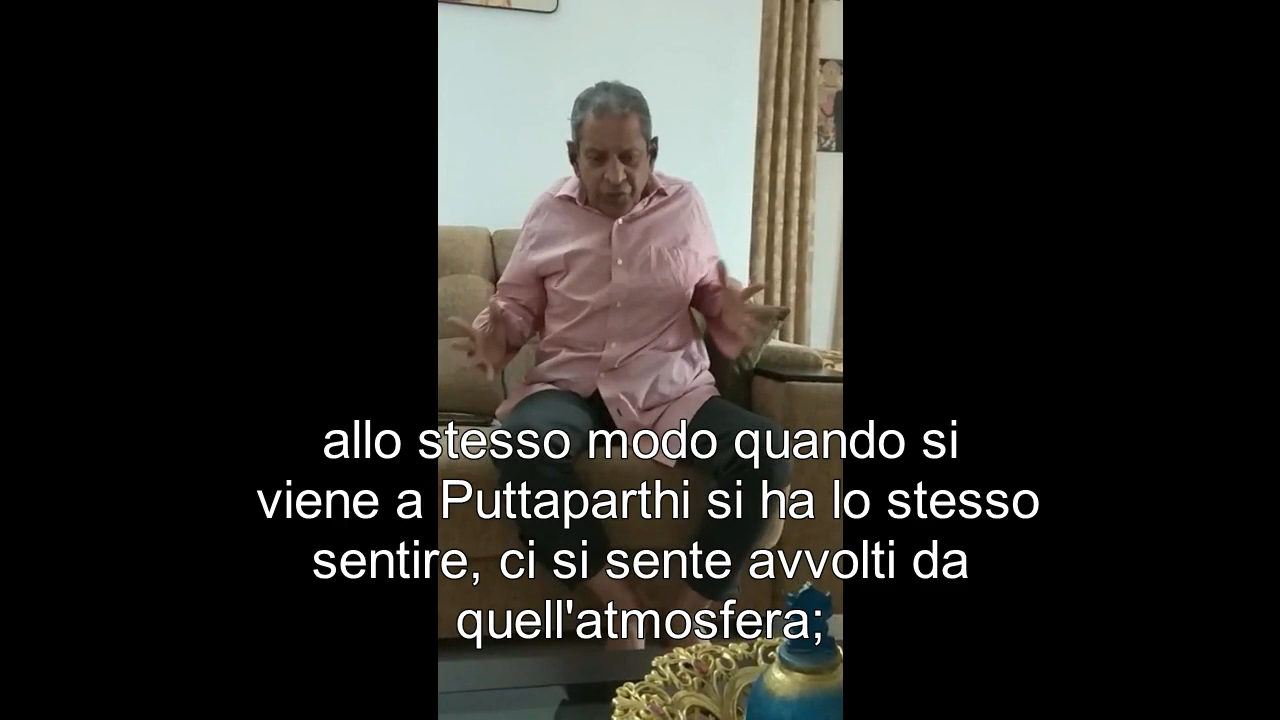 allo stesso modo quando si
viene a Puttaparthi si ha lo stesso
sentire, ci si sente avvolti da
quell'atmosfera;